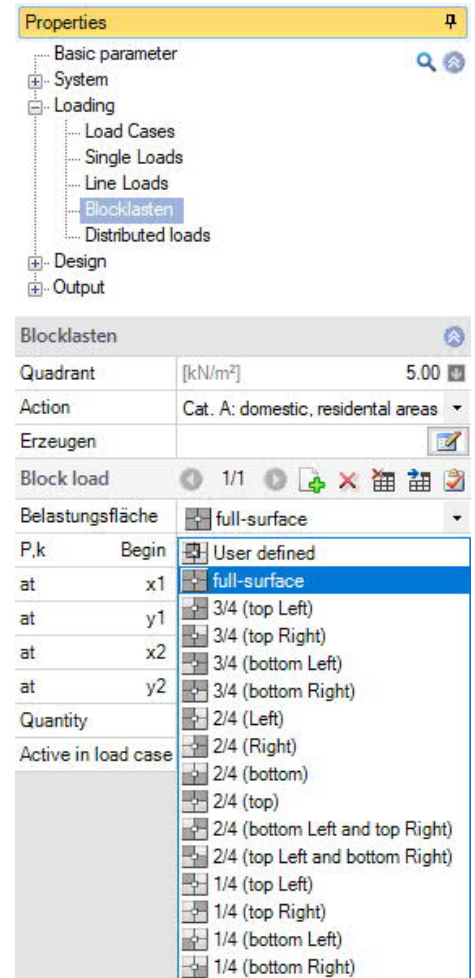 Properties
Basic parameter
System
Loading
Load Cases
Single Loads
Line Loads
Blocklasten
Distributed loads
Design
Output
Blocklasten
Quadrant [kN/m²] 5.00
Action Cat. A: domestic, residental areas
Erzeugen
Block load 1/1
Belastungsfläche full-surface
P,k Begin User defined
at x1 full-surface
3/4 (top Left)
at y1 3/4 (top Right)
at x2 3/4 (bottom Left)
at y2 3/4 (bottom Right)
Quantity 2/4 (Left)
Active in load case 2/4 (Right)
2/4 (bottom)
2/4 (top)
2/4 (bottom Left and top Right)
2/4 (top Left and bottom Right)
1/4 (top Left)
1/4 (top Right)
1/4 (bottom Left)
1/4 (bottom Right)